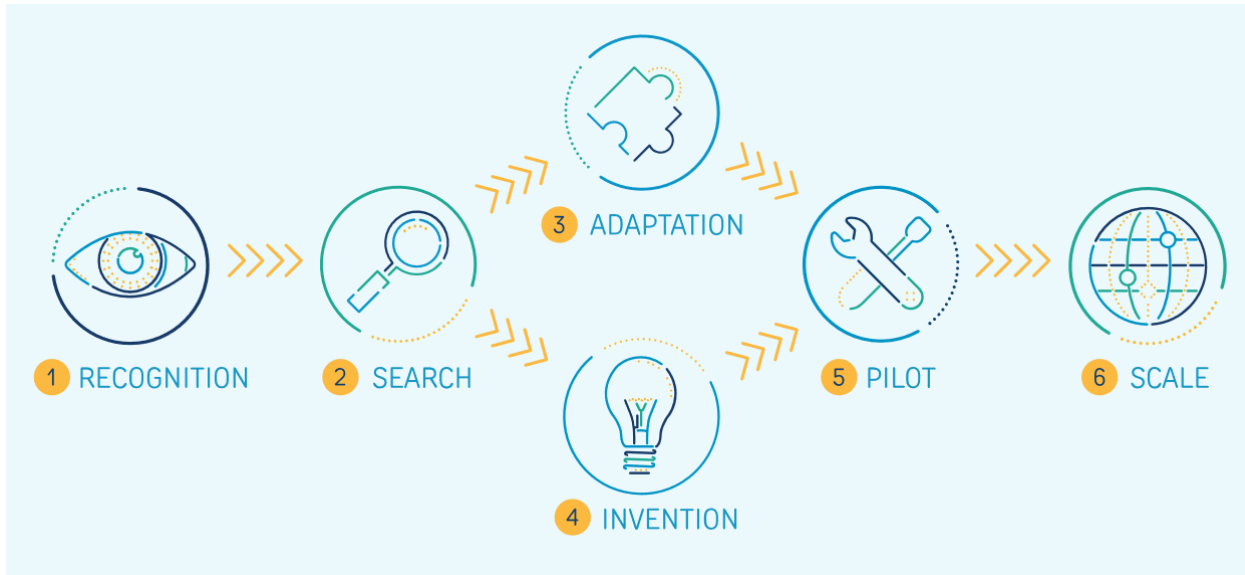 1 RECOGNITION
2 SEARCH
3 ADAPTATION
4 INVENTION
5 PILOT
6 SCALE